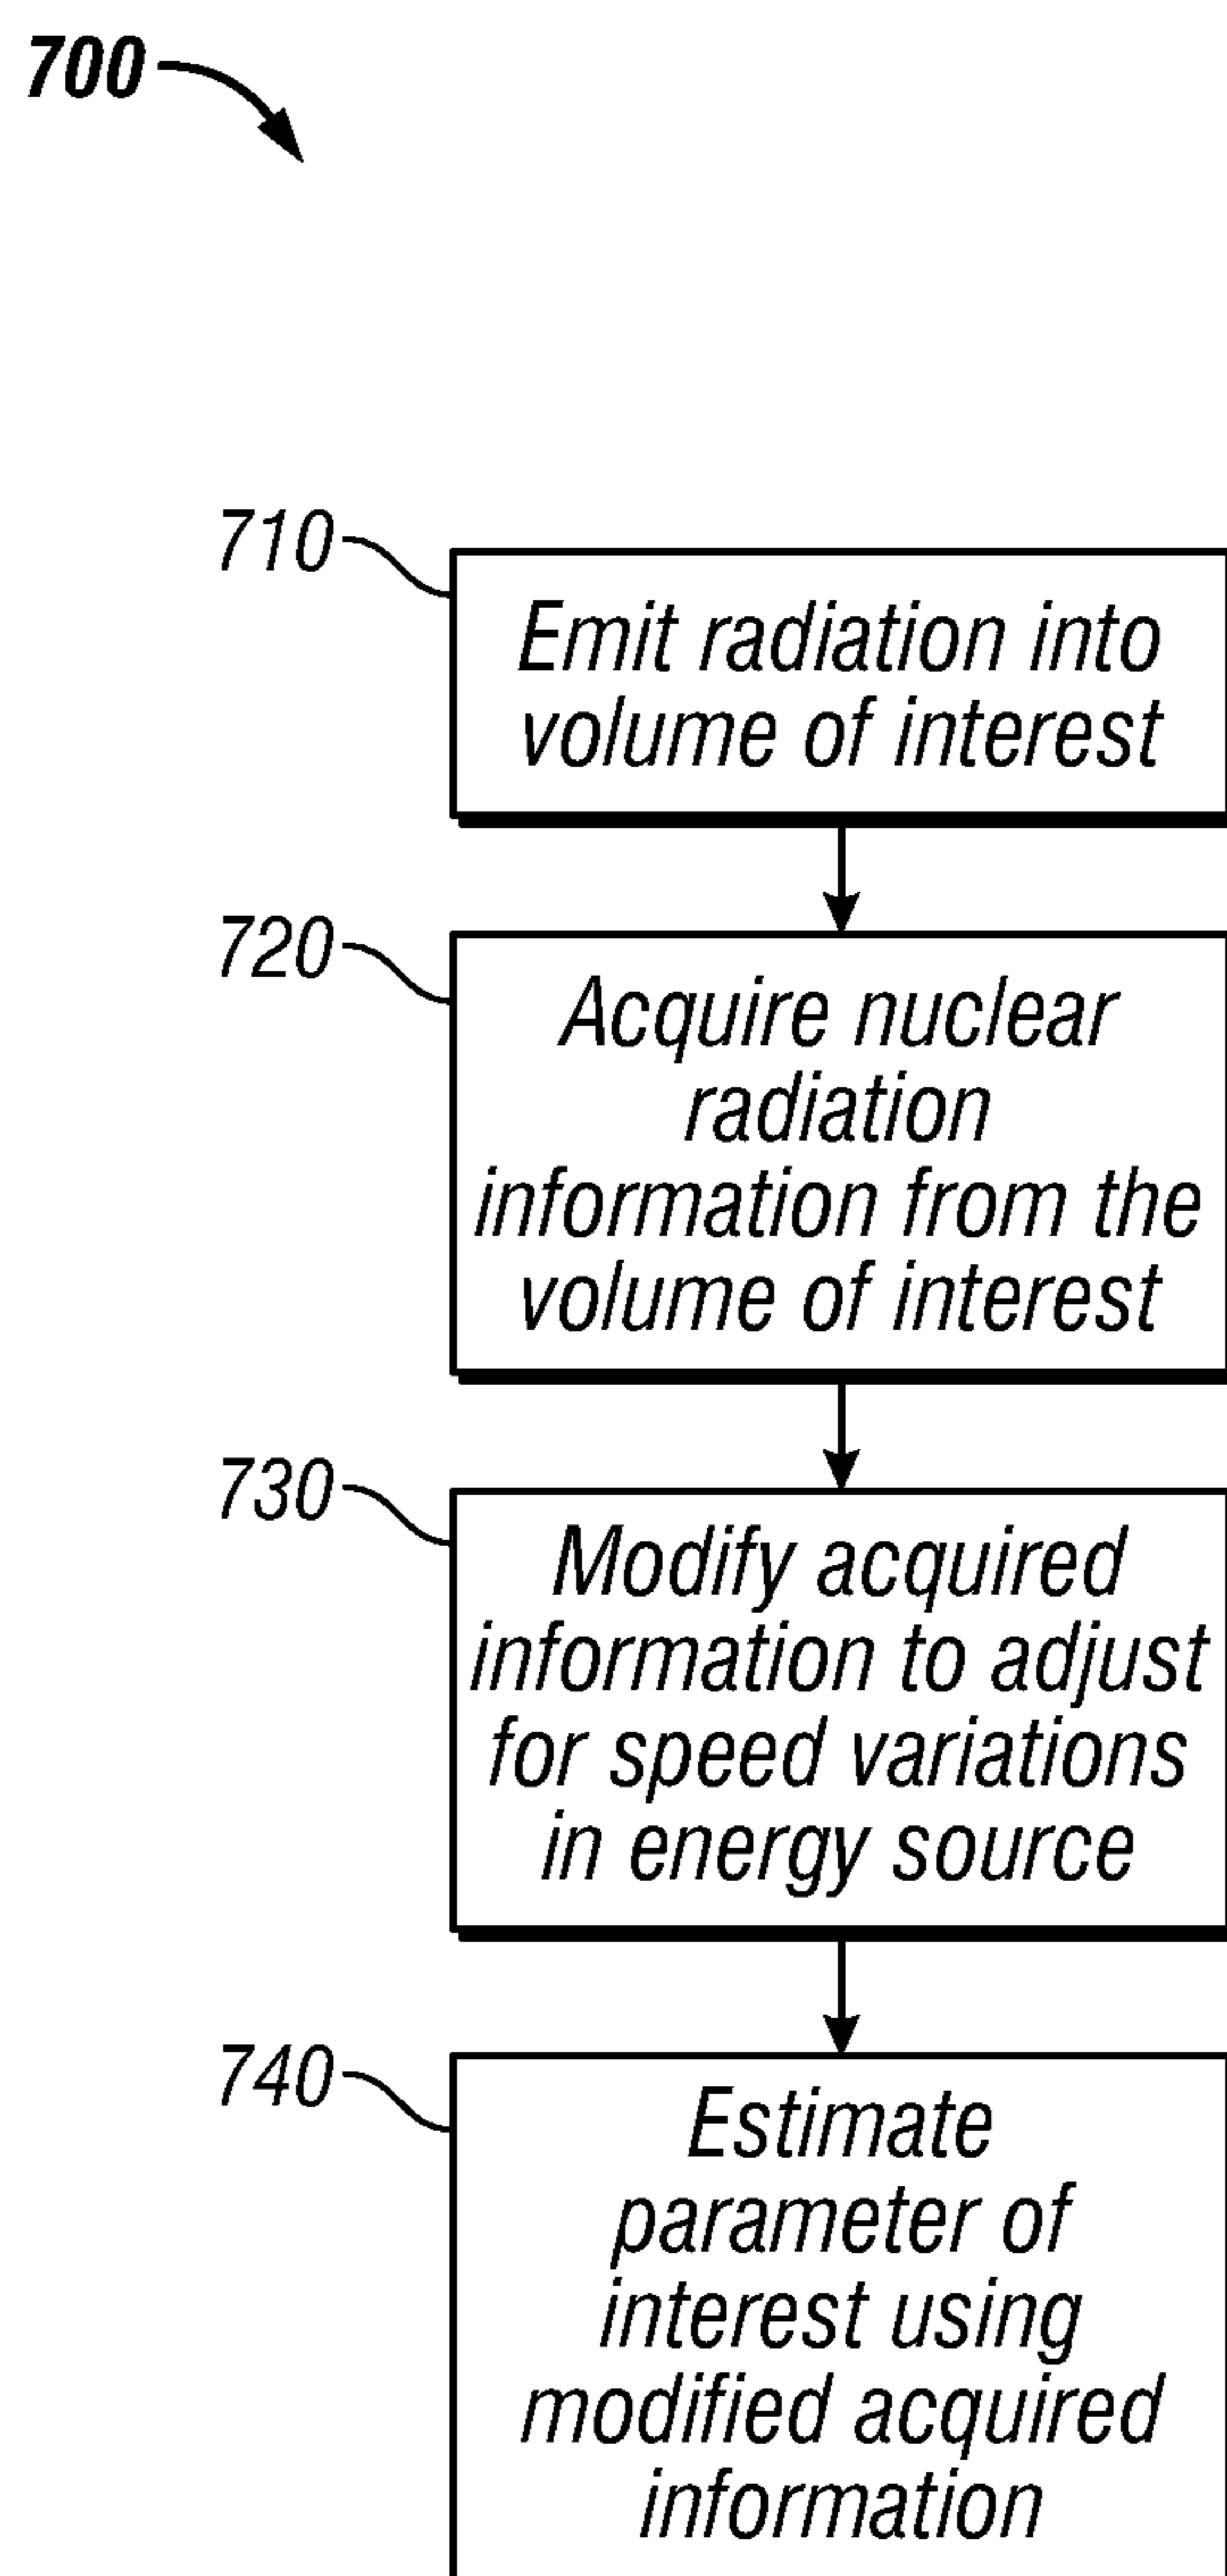 700
710
Emit radiation into
volume of interest
720
Acquire nuclear
radiation
information from the
volume of interest
730
Modify acquired
information to adjust
for speed variations
in energy source
740
Estimate
parameter of
interest using
modified acquired
information